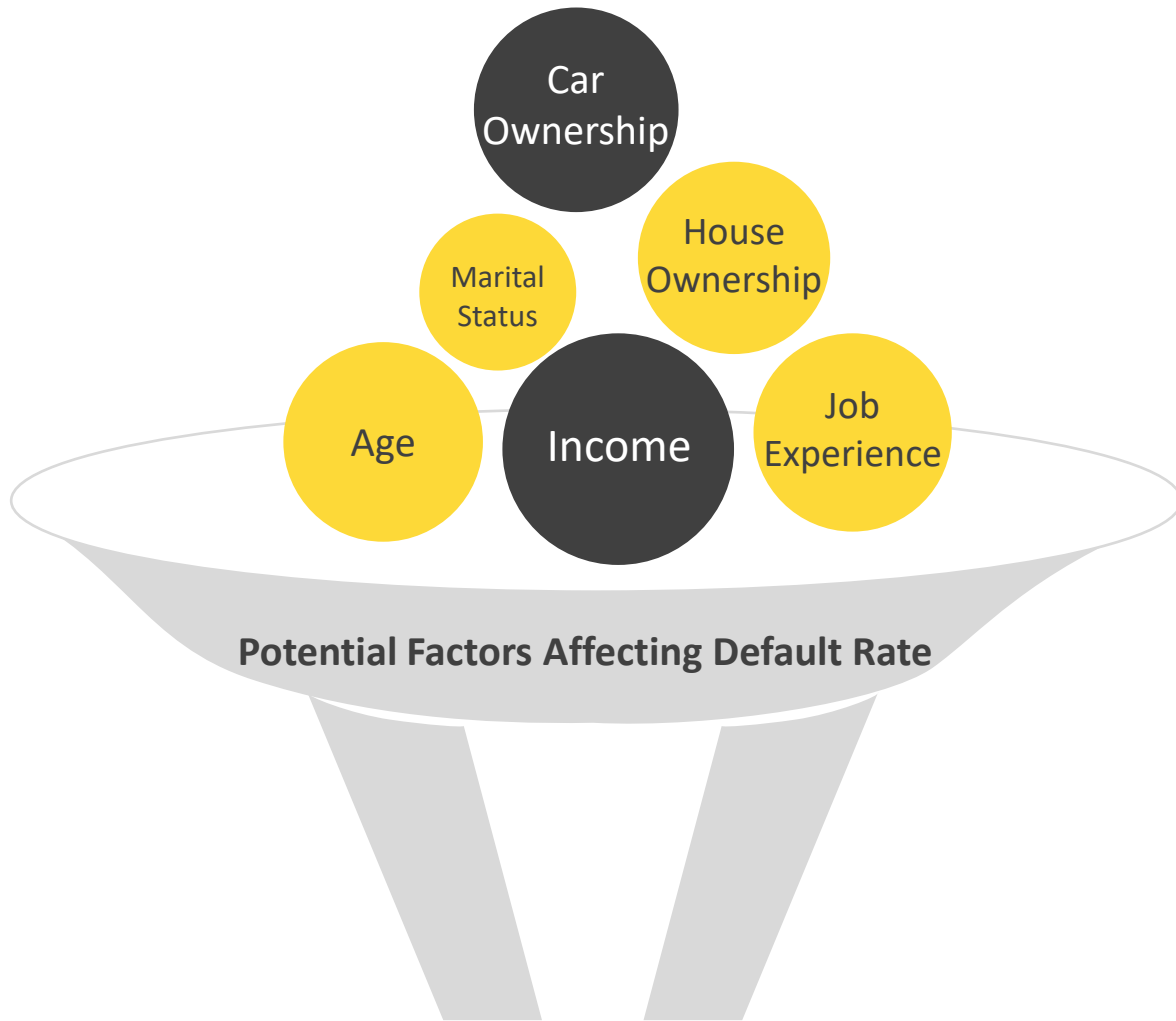 Car
Ownership
House
Ownership
Marital
Status
Age
Income
Job
Experience
Potential Factors Affecting Default Rate